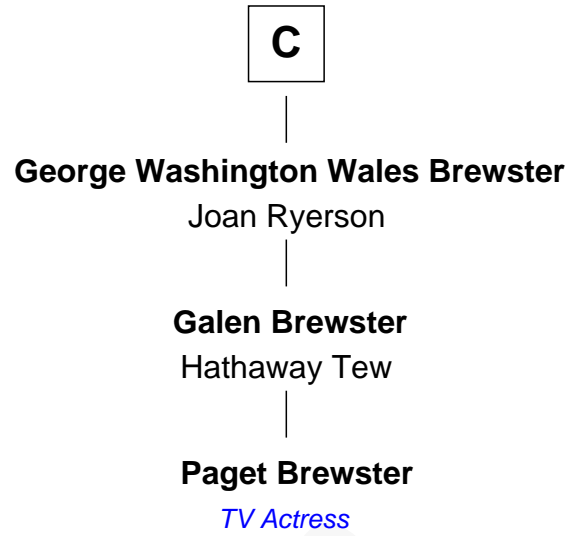 C
George Washington Wales Brewster
Joan Ryerson
Galen Brewster
Hathaway Tew
Paget Brewster
TV Actress